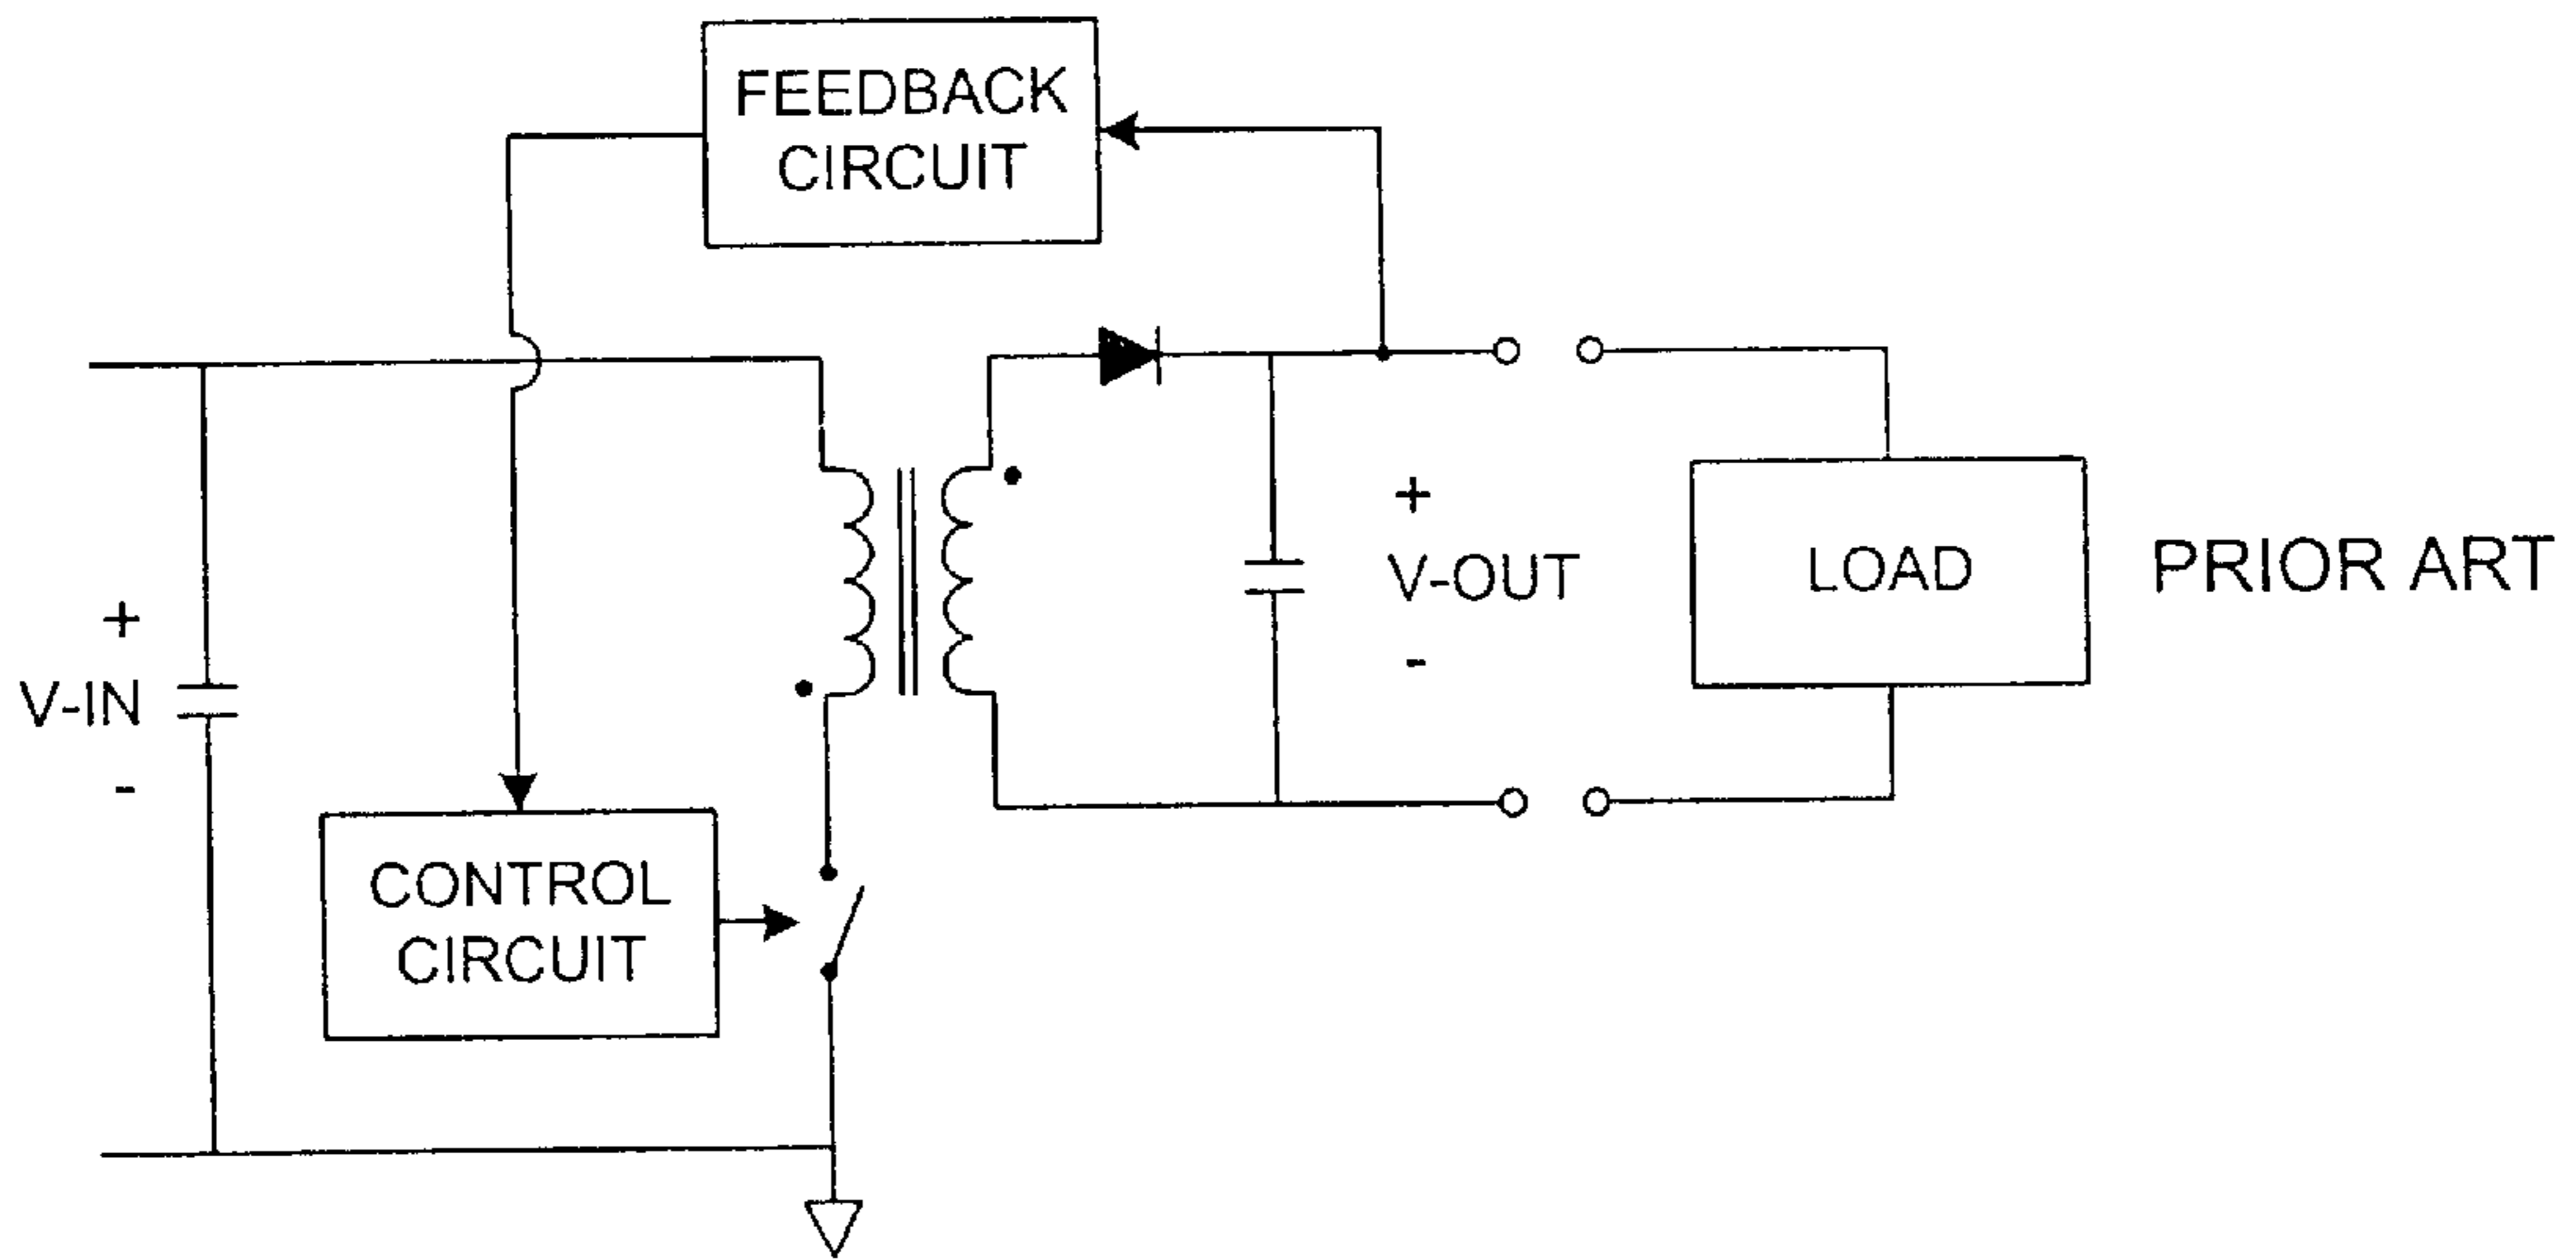 FEEDBACK
CIRCUIT
+
V-OUT
-
LOAD
PRIOR ART
+
V-IN
-
CONTROL
CIRCUIT